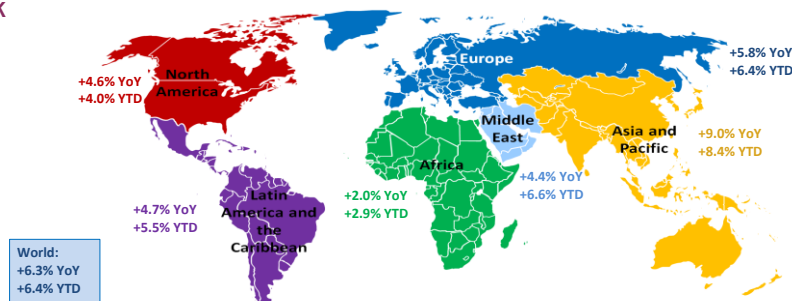 K
North
America
+4.6% YoY
+4.0% YTD
Europe
+5.8% YoY
+6.4% YTD
Middle
East
+4.4% YoY
+6.6% YTD
Asia and
Pacific
+9.0% YoY
+8.4% YTD
Africa
+2.0% YoY
+2.9% YTD
Latin
America and
the
Caribbean
+4.7% YoY
+5.5% YTD
World:
+6.3% YoY
+6.4% YTD